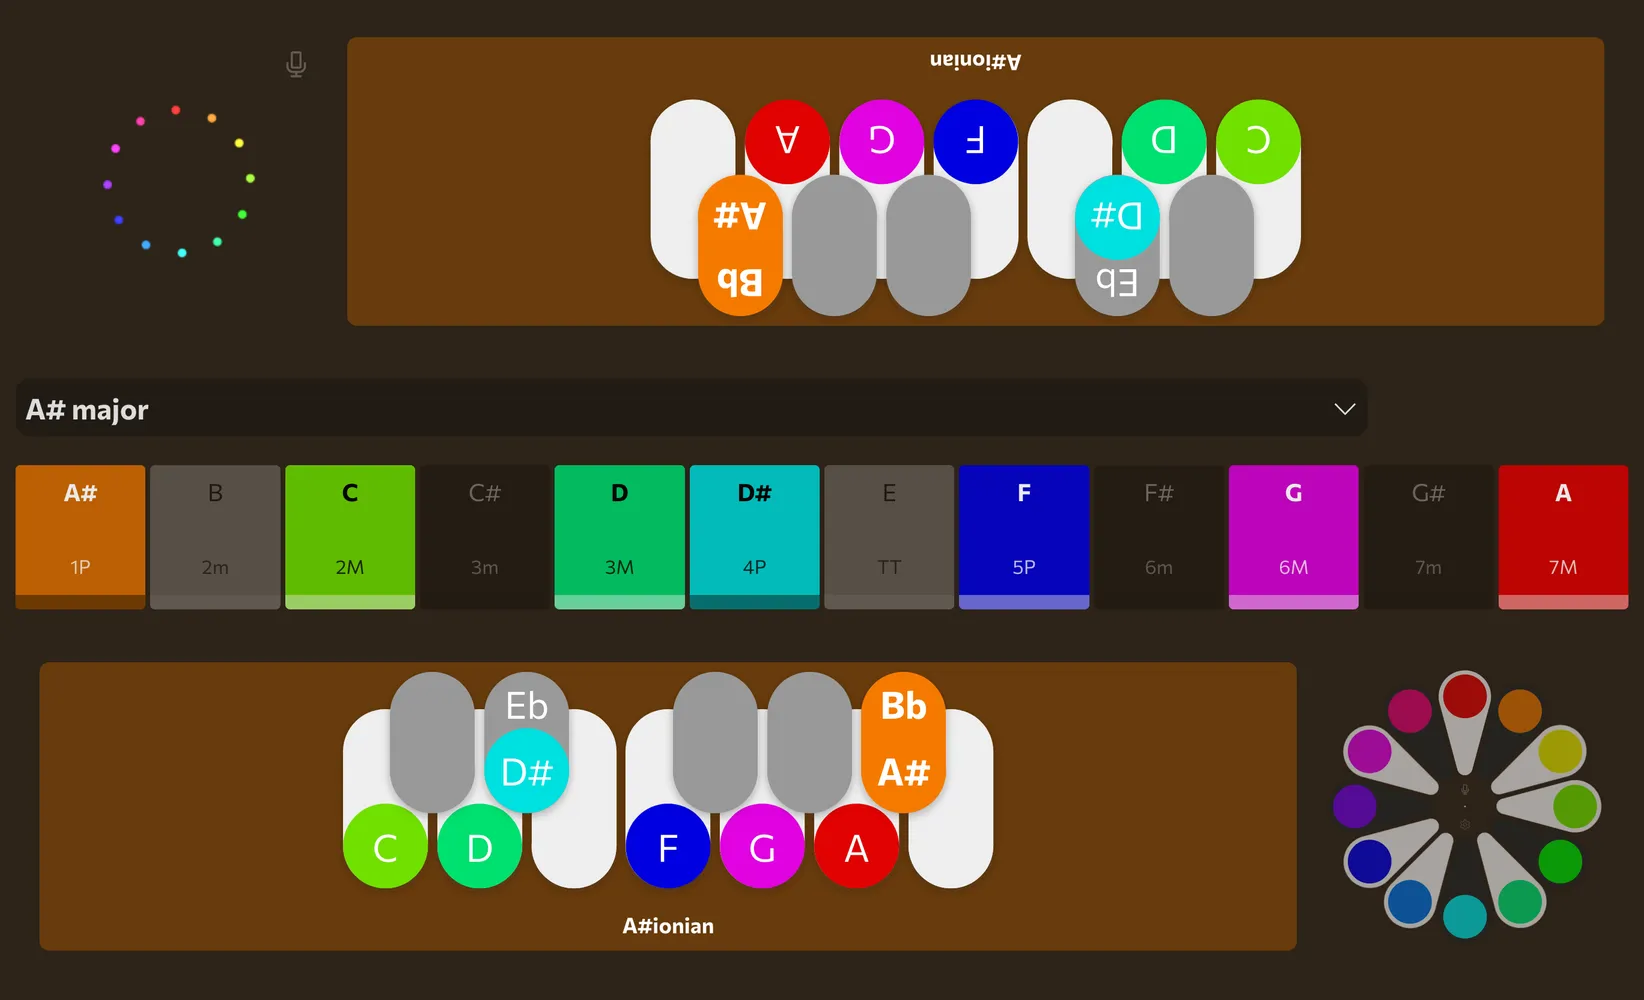 A#ionian
A G F D C
A# D#
Bb Eb
A# major
A# B C C# D D# E F F# G G# A
1P 2m 2M 3m 3M 4P TT 5P 6m 6M 7m 7M
Eb Bb
D# A#
C D F G A
A#ionian